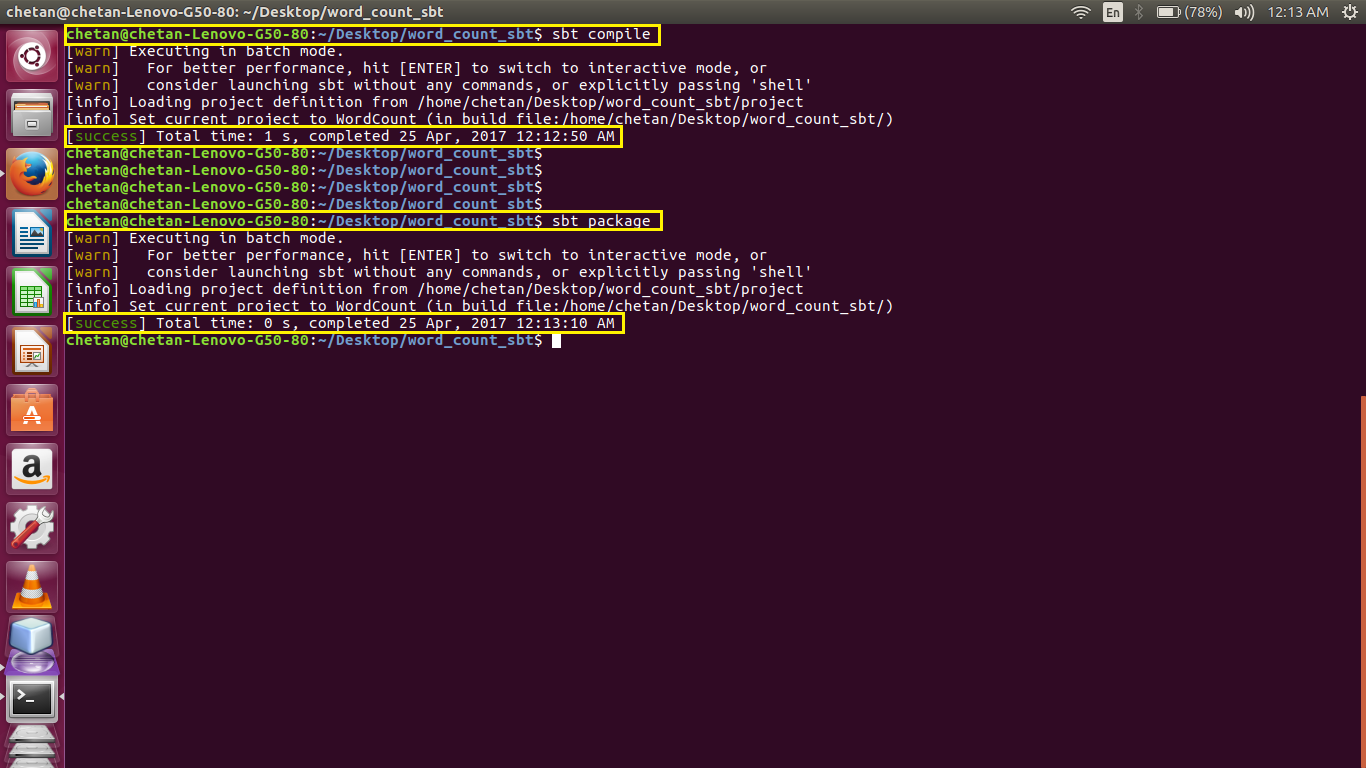 chetan@chetan-Lenovo-G50-80: ~/Desktop/word_count_sbt
En
(78%)
12:13 AM
chetan@chetan-Lenovo-G50-80:~/Desktop/word_count_sbt$ sbt compile
[warn] Executing in batch mode.
[warn]   For better performance, hit [ENTER] to switch to interactive mode, or
[warn]   consider launching sbt without any commands, or explicitly passing 'shell'
[info] Loading project definition from /home/chetan/Desktop/word_count_sbt/project
[info] Set current project to WordCount (in build file:/home/chetan/Desktop/word_count_sbt/)
[success] Total time: 1 s, completed 25 Apr, 2017 12:12:50 AM
chetan@chetan-Lenovo-G50-80:~/Desktop/word_count_sbt$
chetan@chetan-Lenovo-G50-80:~/Desktop/word_count_sbt$
chetan@chetan-Lenovo-G50-80:~/Desktop/word_count_sbt$
chetan@chetan-Lenovo-G50-80:~/Desktop/word_count_sbt$
chetan@chetan-Lenovo-G50-80:~/Desktop/word_count_sbt$ sbt package
[warn] Executing in batch mode.
[warn]   For better performance, hit [ENTER] to switch to interactive mode, or
[warn]   consider launching sbt without any commands, or explicitly passing 'shell'
[info] Loading project definition from /home/chetan/Desktop/word_count_sbt/project
[info] Set current project to WordCount (in build file:/home/chetan/Desktop/word_count_sbt/)
[success] Total time: 0 s, completed 25 Apr, 2017 12:13:10 AM
chetan@chetan-Lenovo-G50-80:~/Desktop/word_count_sbt$